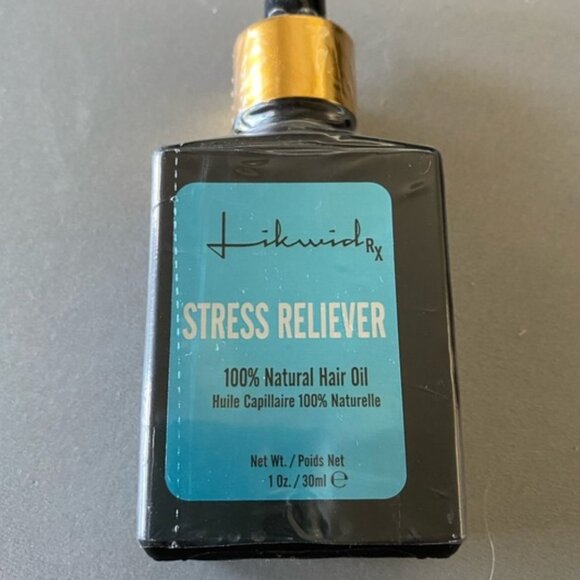 Likwid Rx
STRESS RELIEVER
100% Natural Hair Oil
Huile Capillaire 100% Naturelle
Net Wt. / Poids Net
1 Oz. / 30ml ℮